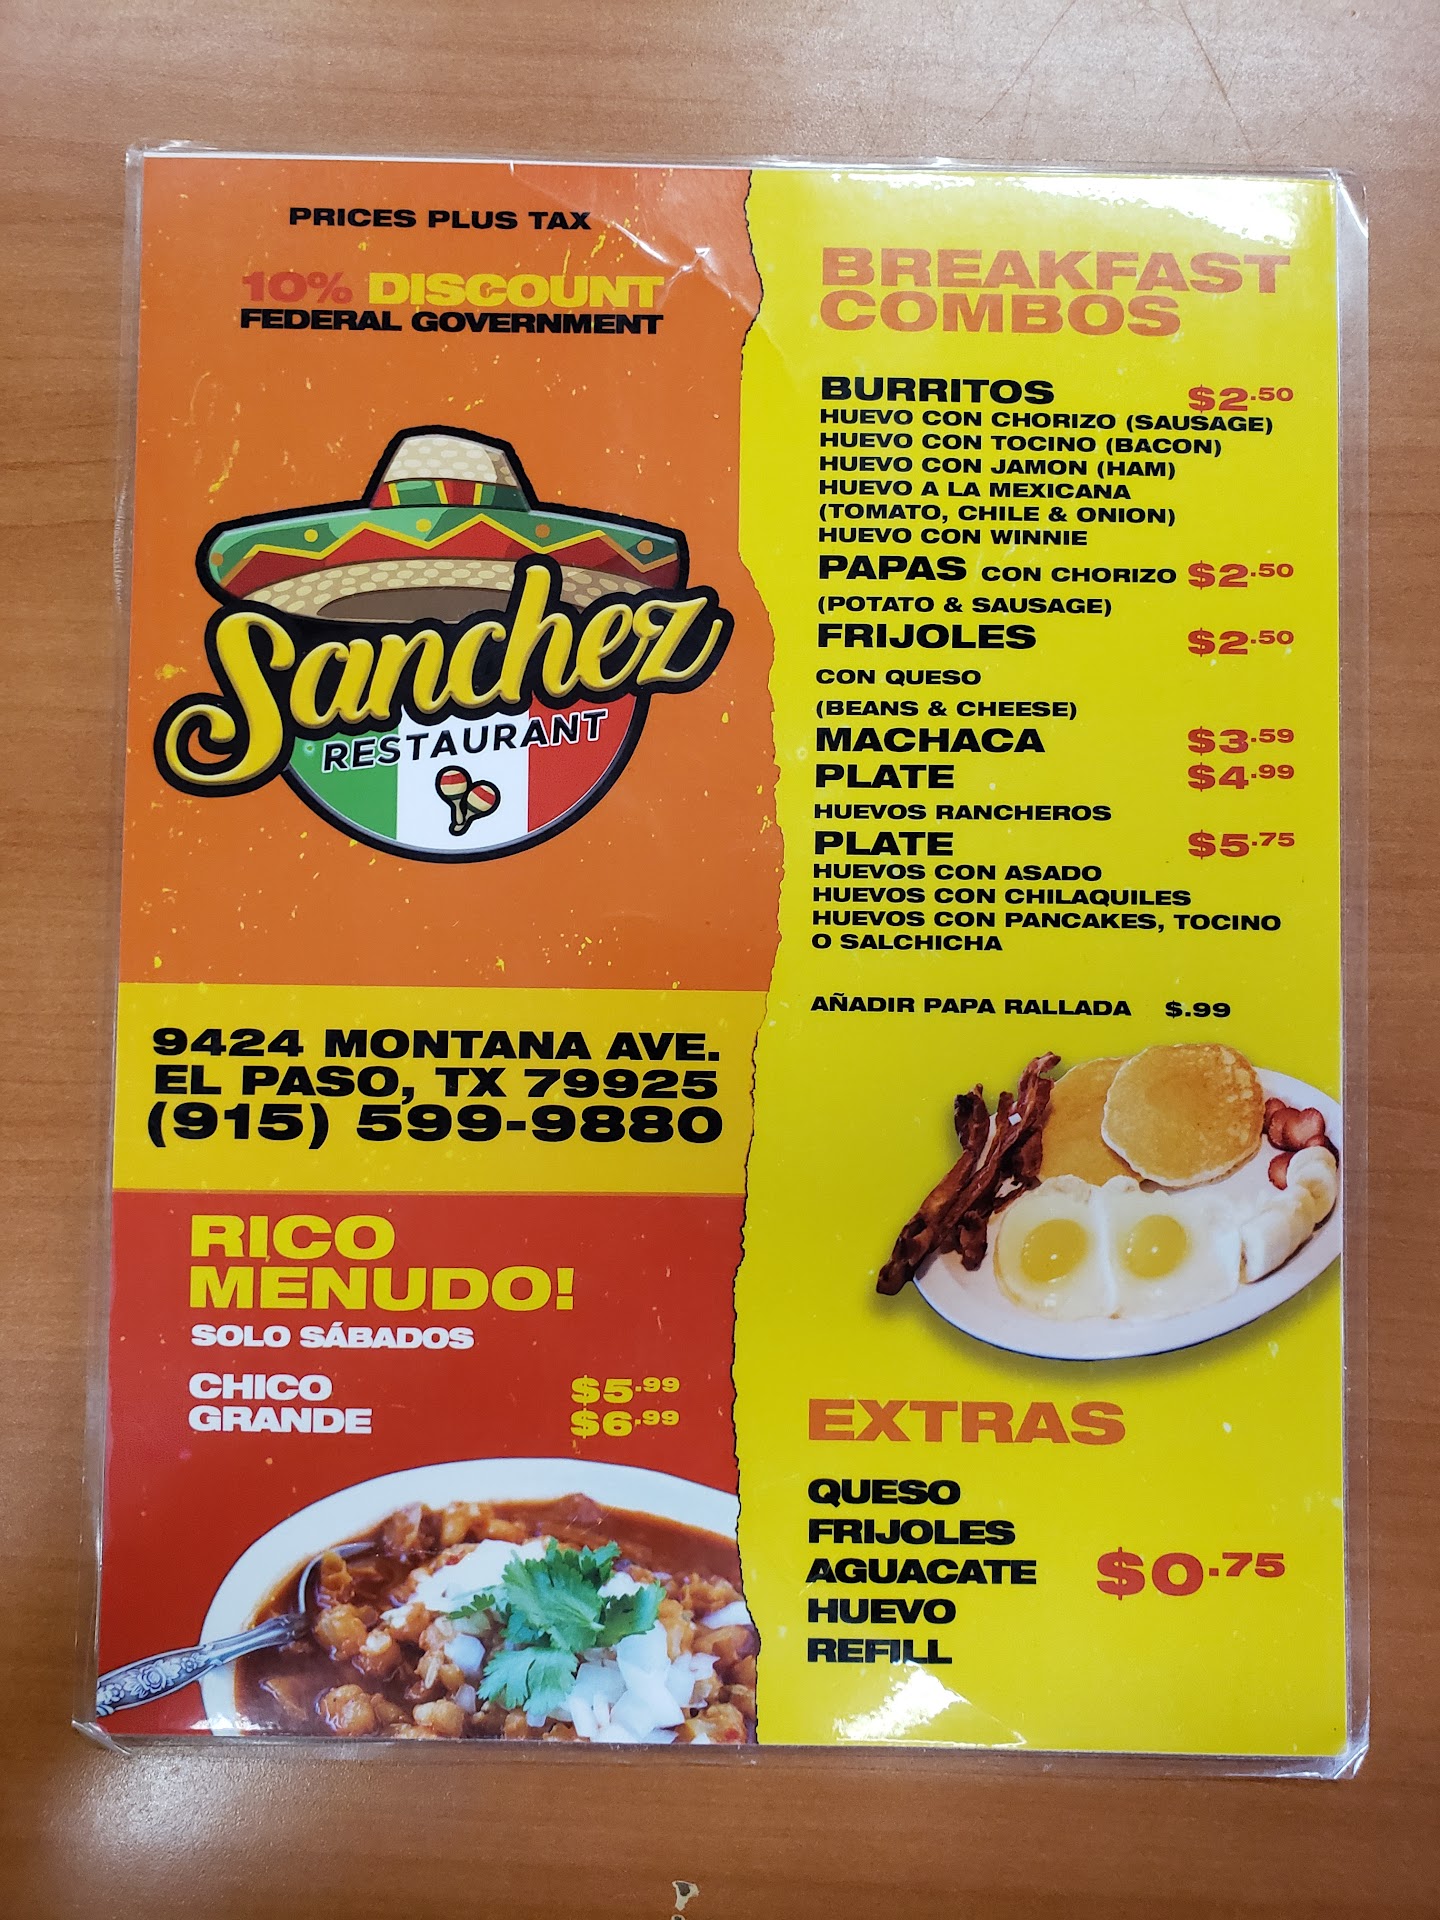 PRICES PLUS TAX
10% DISCOUNT
FEDERAL GOVERNMENT
Sanchez
RESTAURANT
9424 MONTANA AVE.
EL PASO, TX 79925
(915) 599-9880
RICO
MENUDO!
SOLO SÁBADOS
CHICO $5.99
GRANDE $6.99
BREAKFAST
COMBOS
BURRITOS $2.50
HUEVO CON CHORIZO (SAUSAGE)
HUEVO CON TOCINO (BACON)
HUEVO CON JAMON (HAM)
HUEVO A LA MEXICANA
(TOMATO, CHILE & ONION)
HUEVO CON WINNIE
PAPAS CON CHORIZO $2.50
(POTATO & SAUSAGE)
FRIJOLES $2.50
CON QUESO
(BEANS & CHEESE)
MACHACA $3.59
PLATE $4.99
HUEVOS RANCHEROS
PLATE $5.75
HUEVOS CON ASADO
HUEVOS CON CHILAQUILES
HUEVOS CON PANCAKES, TOCINO
O SALCHICHA
AÑADIR PAPA RALLADA $.99
EXTRAS
QUESO
FRIJOLES
AGUACATE $0.75
HUEVO
REFILL